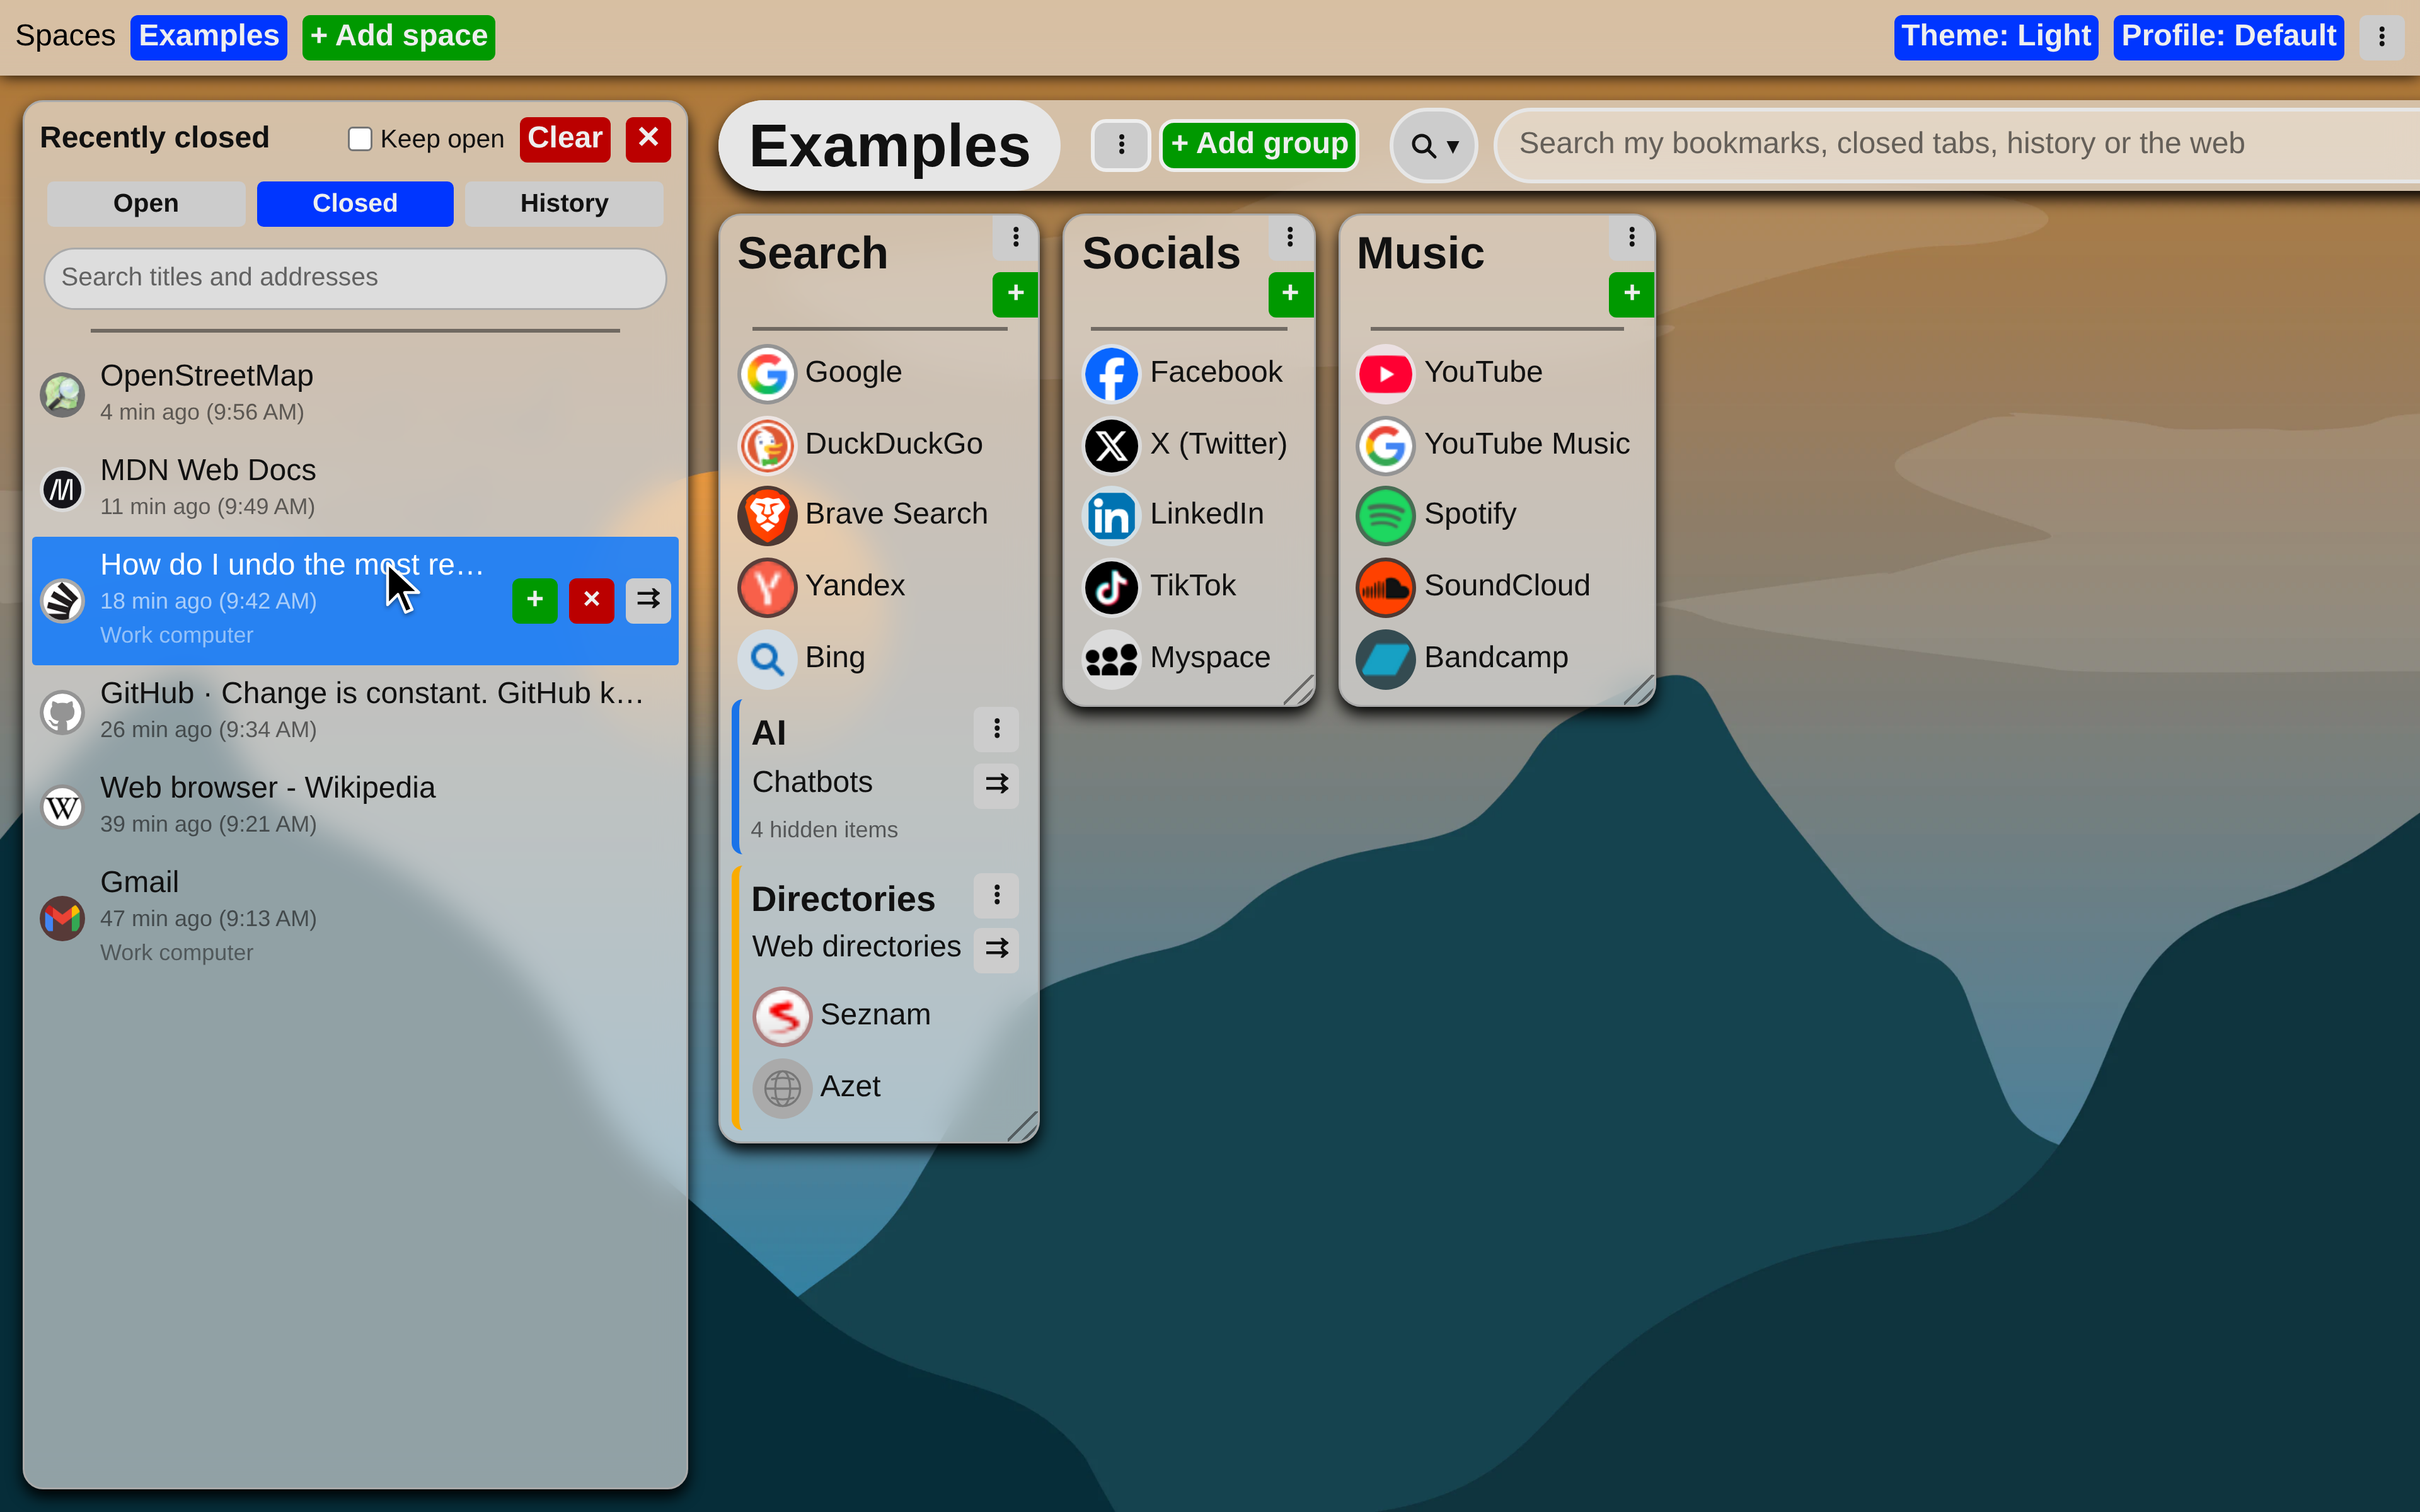 Spaces Examples + Add space Theme: Light Profile: Default
Recently closed Keep open Clear
Open Closed History
Search titles and addresses
OpenStreetMap
4 min ago (9:56 AM)
MDN Web Docs
11 min ago (9:49 AM)
How do I undo the most re…
18 min ago (9:42 AM)
Work computer
GitHub · Change is constant. GitHub k…
26 min ago (9:34 AM)
Web browser - Wikipedia
39 min ago (9:21 AM)
Gmail
47 min ago (9:13 AM)
Work computer
Examples + Add group Search my bookmarks, closed tabs, history or the web
Search
Google
DuckDuckGo
Brave Search
Yandex
Bing
AI
Chatbots
4 hidden items
Directories
Web directories
Seznam
Azet
Socials
Facebook
X (Twitter)
LinkedIn
TikTok
Myspace
Music
YouTube
YouTube Music
Spotify
SoundCloud
Bandcamp